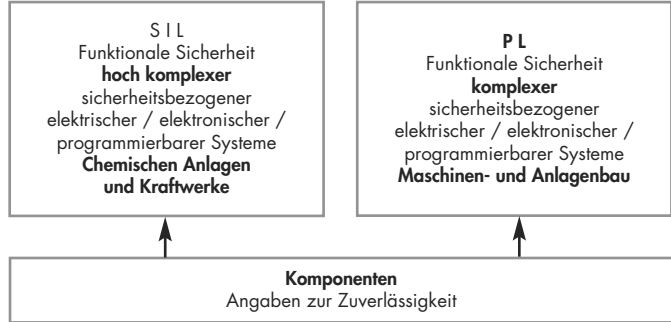 S I L
Funktionale Sicherheit
hoch komplexer
sicherheitsbezogener
elektrischer / elektronischer /
programmierbarer Systeme
Chemischen Anlagen
und Kraftwerke
P L
Funktionale Sicherheit
komplexer
sicherheitsbezogener
elektrischer / elektronischer /
programmierbarer Systeme
Maschinen- und Anlagenbau
Komponenten
Angaben zur Zuverlässigkeit